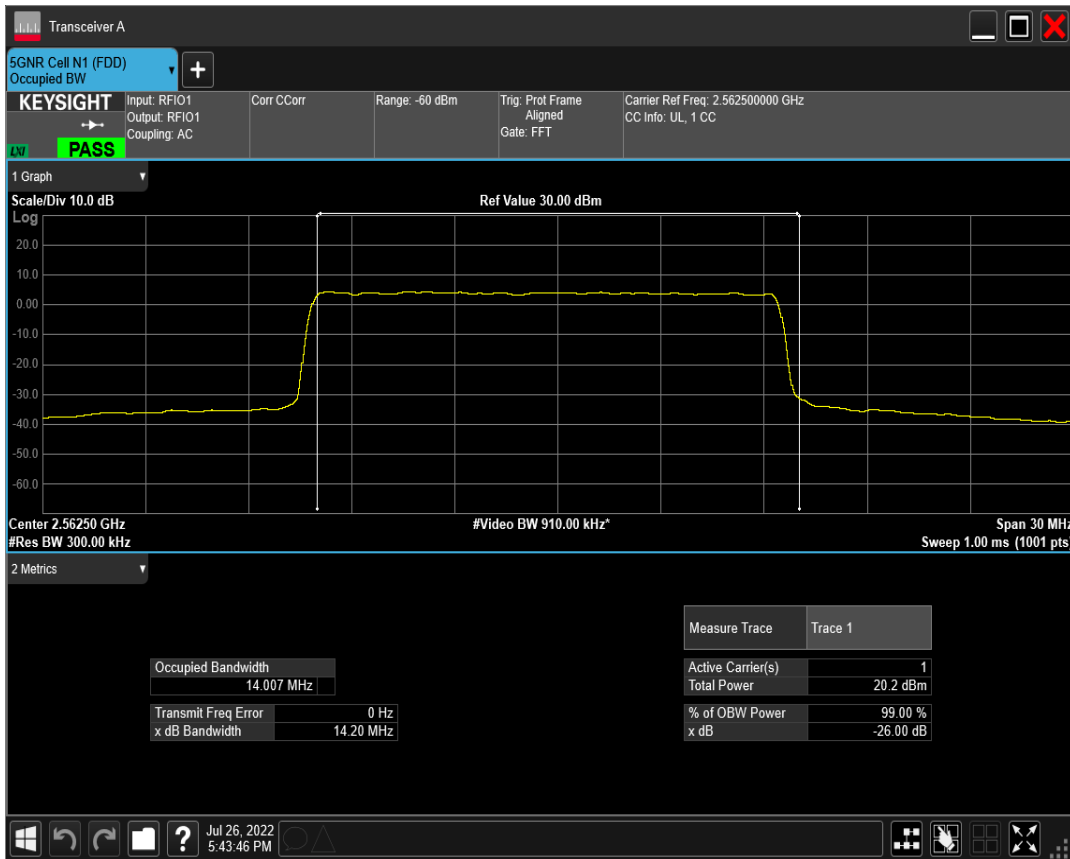 Transceiver A
5GNR Cell N1 (FDD)
Occupied BW
+
KEYSIGHT
LXI
PASS
Input: RFIO1
Output: RFIO1
Coupling: AC
Corr CCorr
Range: -60 dBm
Trig: Prot Frame
Aligned
Gate: FFT
Carrier Ref Freq: 2.562500000 GHz
CC Info: UL, 1 CC
1 Graph
Scale/Div 10.0 dB
Ref Value 30.00 dBm
Log
20.0
10.0
0.00
-10.0
-20.0
-30.0
-40.0
-50.0
-60.0
Center 2.56250 GHz
#Video BW 910.00 kHz*
Span 30 MHz
#Res BW 300.00 kHz
Sweep 1.00 ms (1001 pts)
2 Metrics
Measure Trace Trace 1
Occupied Bandwidth
14.007 MHz
Active Carrier(s) 1
Total Power 20.2 dBm
Transmit Freq Error 0 Hz
x dB Bandwidth 14.20 MHz
% of OBW Power 99.00 %
x dB -26.00 dB
?
Jul 26, 2022
5:43:46 PM